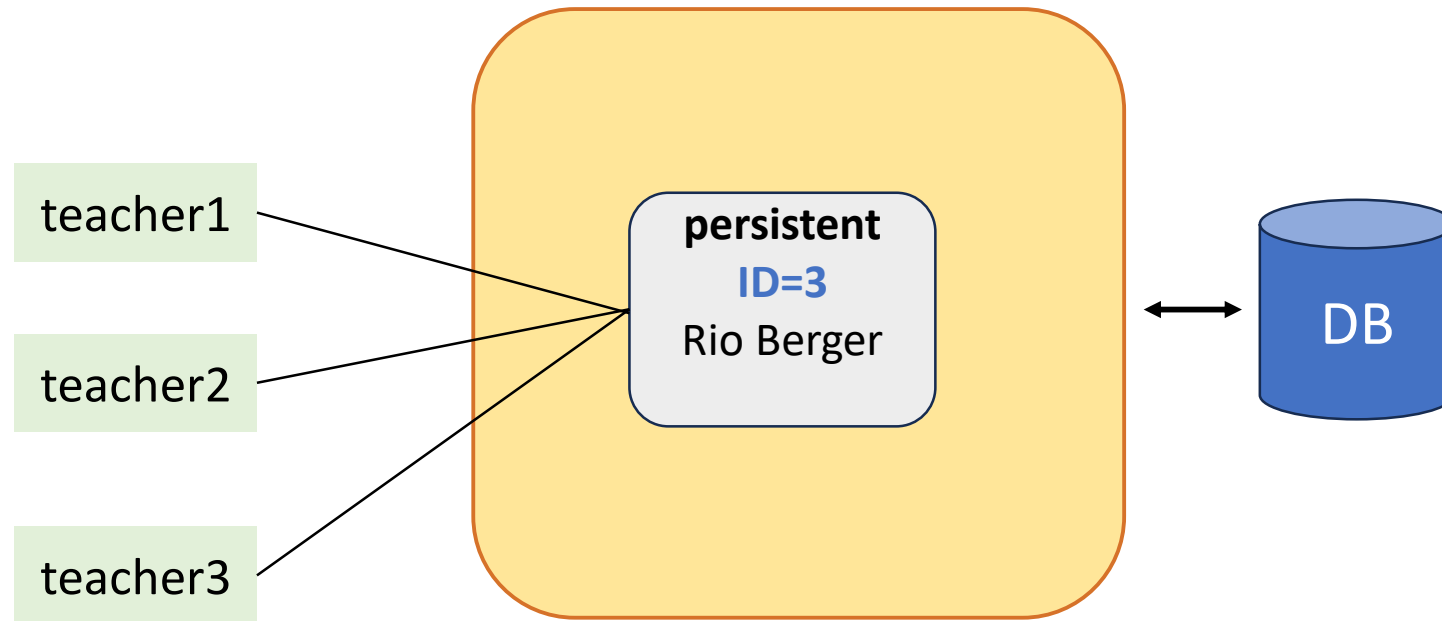 teacher1
teacher2
teacher3
persistent
ID=3
Rio Berger
DB